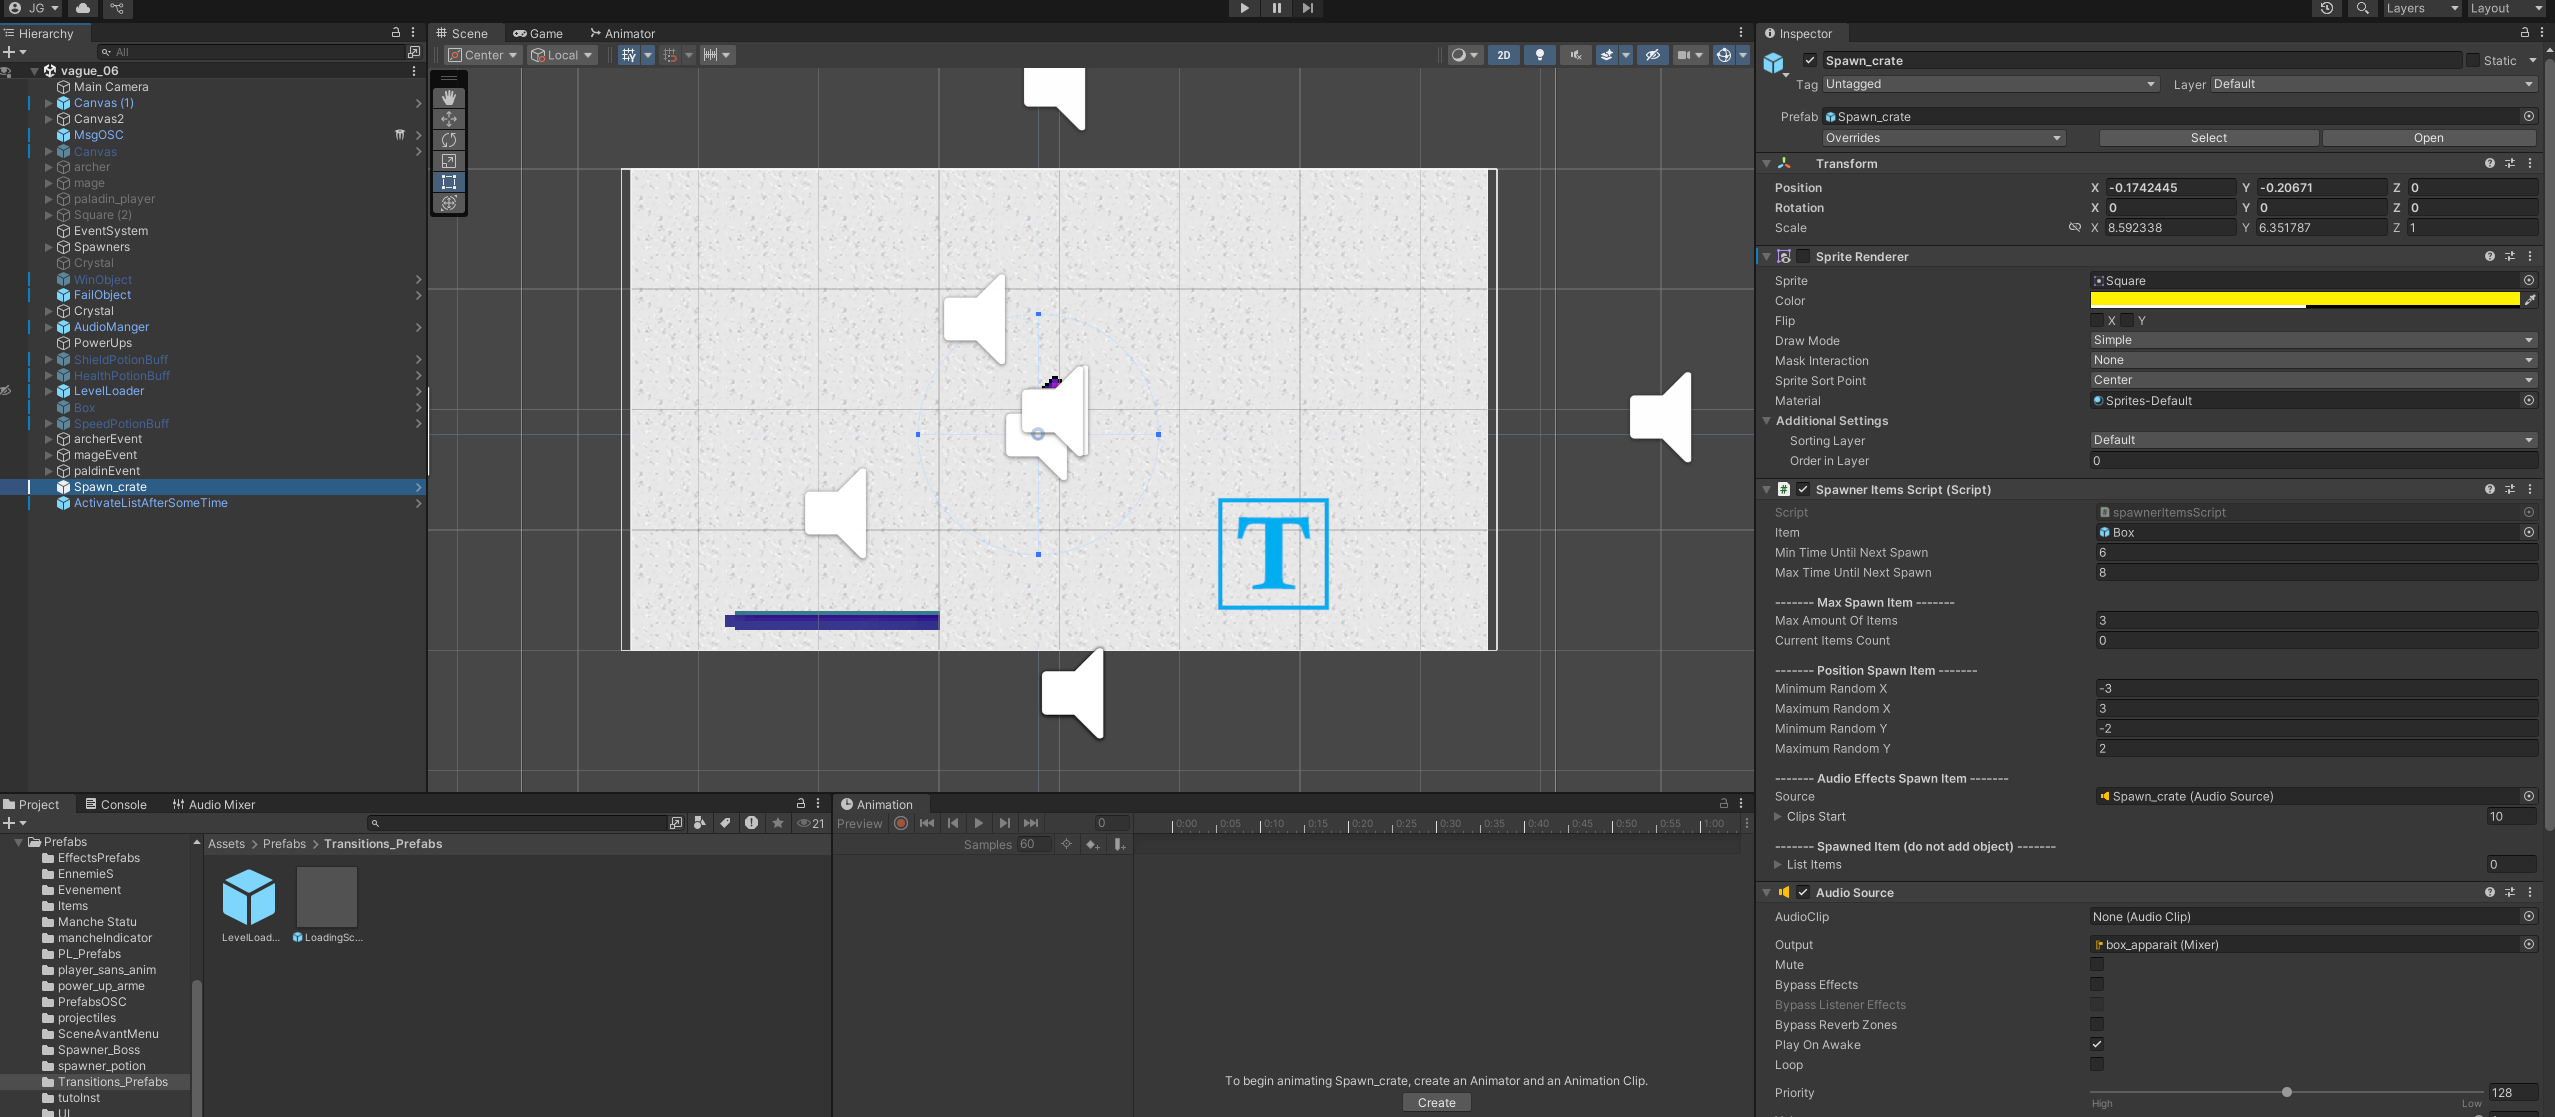 JG
Layers
Layout
Hierarchy
All
vague_06
Main Camera
Canvas (1)
Canvas2
MsgOSC
Canvas
archer
mage
paladin_player
Square (2)
EventSystem
Spawners
Crystal
WinObject
FailObject
Crystal
AudioManger
PowerUps
ShieldPotionBuff
HealthPotionBuff
LevelLoader
Box
SpeedPotionBuff
archerEvent
mageEvent
paldinEvent
Spawn_crate
ActivateListAfterSomeTime
Scene
Game
Animator
Center
Local
2D
T
Inspector
Spawn_crate
Static
Tag Untagged
Layer Default
Prefab Spawn_crate
Overrides
Select
Open
Transform
Position X -0.1742445 Y -0.20671 Z 0
Rotation X 0 Y 0 Z 0
Scale X 8.592338 Y 6.351787 Z 1
Sprite Renderer
Sprite Square
Color
Flip X Y
Draw Mode Simple
Mask Interaction None
Sprite Sort Point Center
Material Sprites-Default
Additional Settings
Sorting Layer Default
Order in Layer 0
Spawner Items Script (Script)
Script spawnerItemsScript
Item Box
Min Time Until Next Spawn 6
Max Time Until Next Spawn 8
------- Max Spawn Item -------
Max Amount Of Items 3
Current Items Count 0
------- Position Spawn Item -------
Minimum Random X -3
Maximum Random X 3
Minimum Random Y -2
Maximum Random Y 2
------- Audio Effects Spawn Item -------
Source Spawn_crate (Audio Source)
Clips Start 10
------- Spawned Item (do not add object) -------
List Items 0
Audio Source
AudioClip None (Audio Clip)
Output box_apparait (Mixer)
Mute
Bypass Effects
Bypass Listener Effects
Bypass Reverb Zones
Play On Awake
Loop
Priority 128
High Low
Project
Console
Audio Mixer
21
Prefabs
EffectsPrefabs
EnnemieS
Evenement
Items
Manche Statu
mancheIndicator
PL_Prefabs
player_sans_anim
power_up_arme
PrefabsOSC
projectiles
SceneAvantMenu
Spawner_Boss
spawner_potion
Transitions_Prefabs
tutoInst
UI
Assets > Prefabs > Transitions_Prefabs
LevelLoad...
LoadingSc...
Animation
Preview
0
0:00 0:05 0:10 0:15 0:20 0:25 0:30 0:35 0:40 0:45 0:50 0:55 1:00
Samples 60
To begin animating Spawn_crate, create an Animator and an Animation Clip.
Create